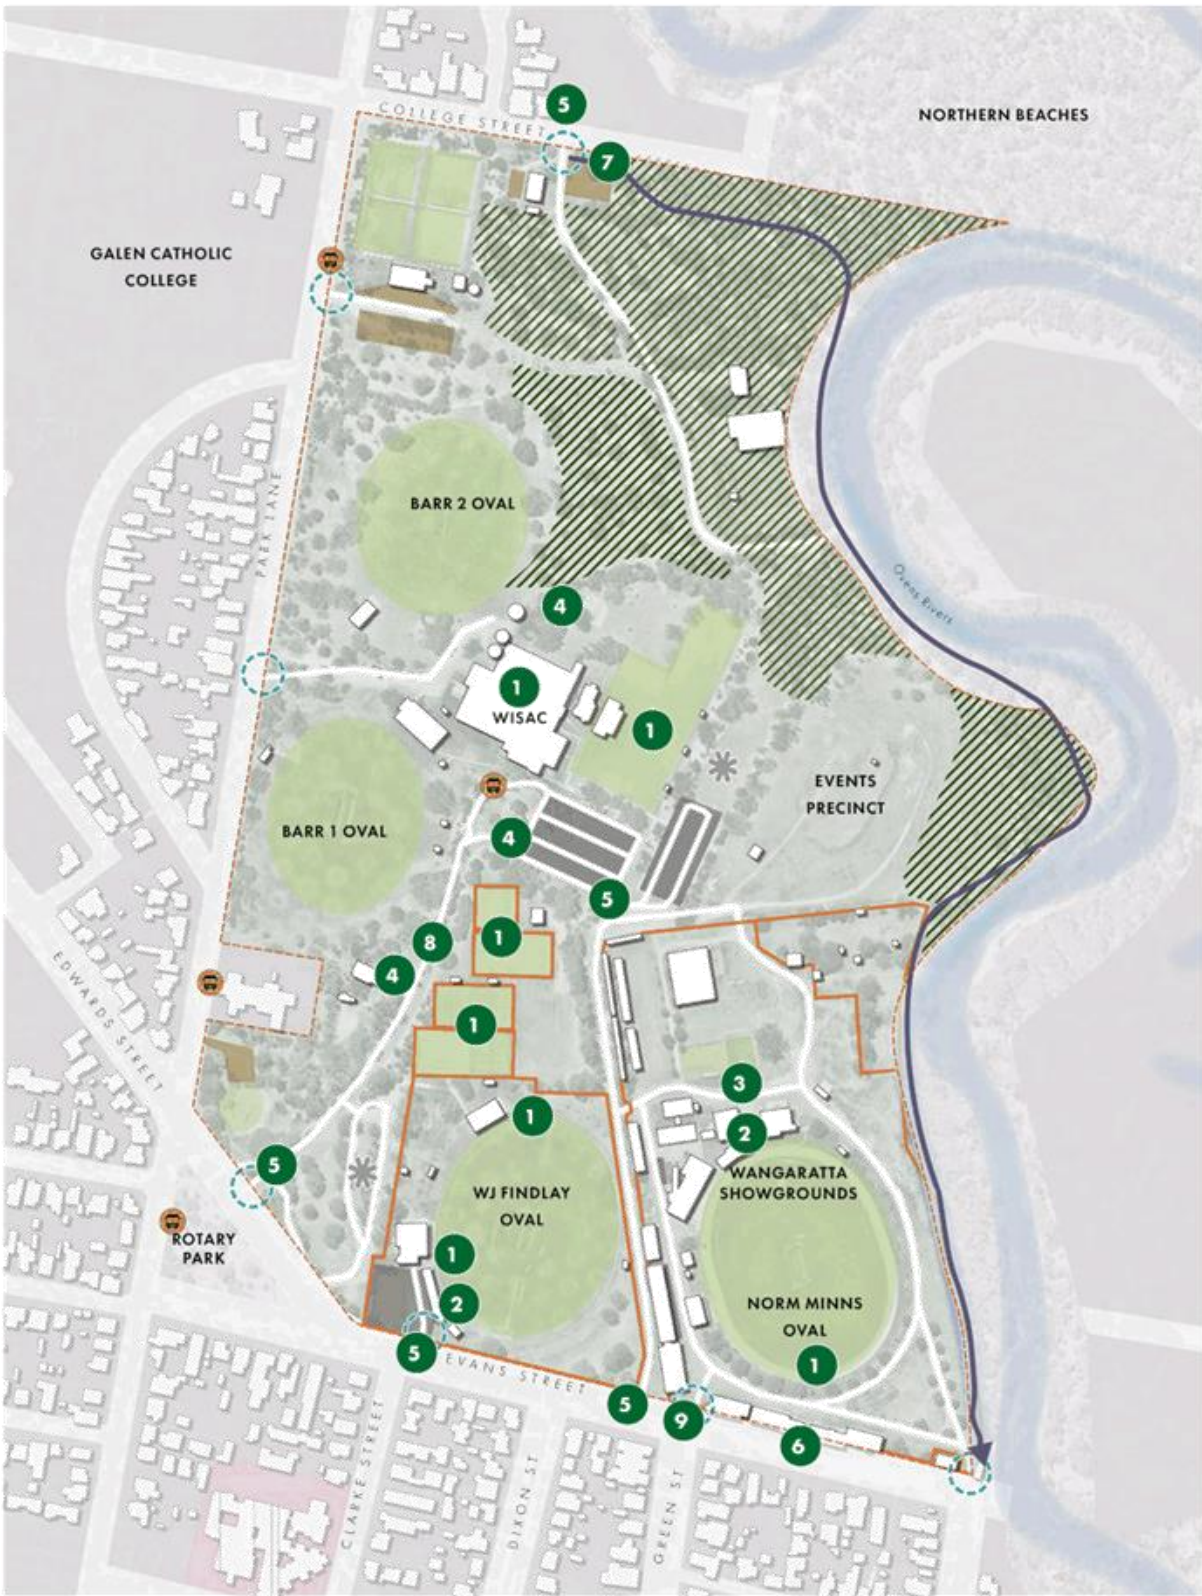 5
COLLEGE STREET
NORTHERN BEACHES
7
GALEN CATHOLIC
COLLEGE
PARK LANE
BARR 2 OVAL
Ovens Rivers
4
1
WISAC
1
EVENTS
PRECINCT
BARR 1 OVAL
4
5
1
8
4
EDWARDS STREET
1
3
1
2
5
WANGARATTA
SHOWGROUNDS
WJ FINDLAY
OVAL
ROTARY
PARK
1
2
NORM MINNS
OVAL
1
5
EVANS STREET
5
9
6
CLARKE STREET
DIXON ST
GREEN ST